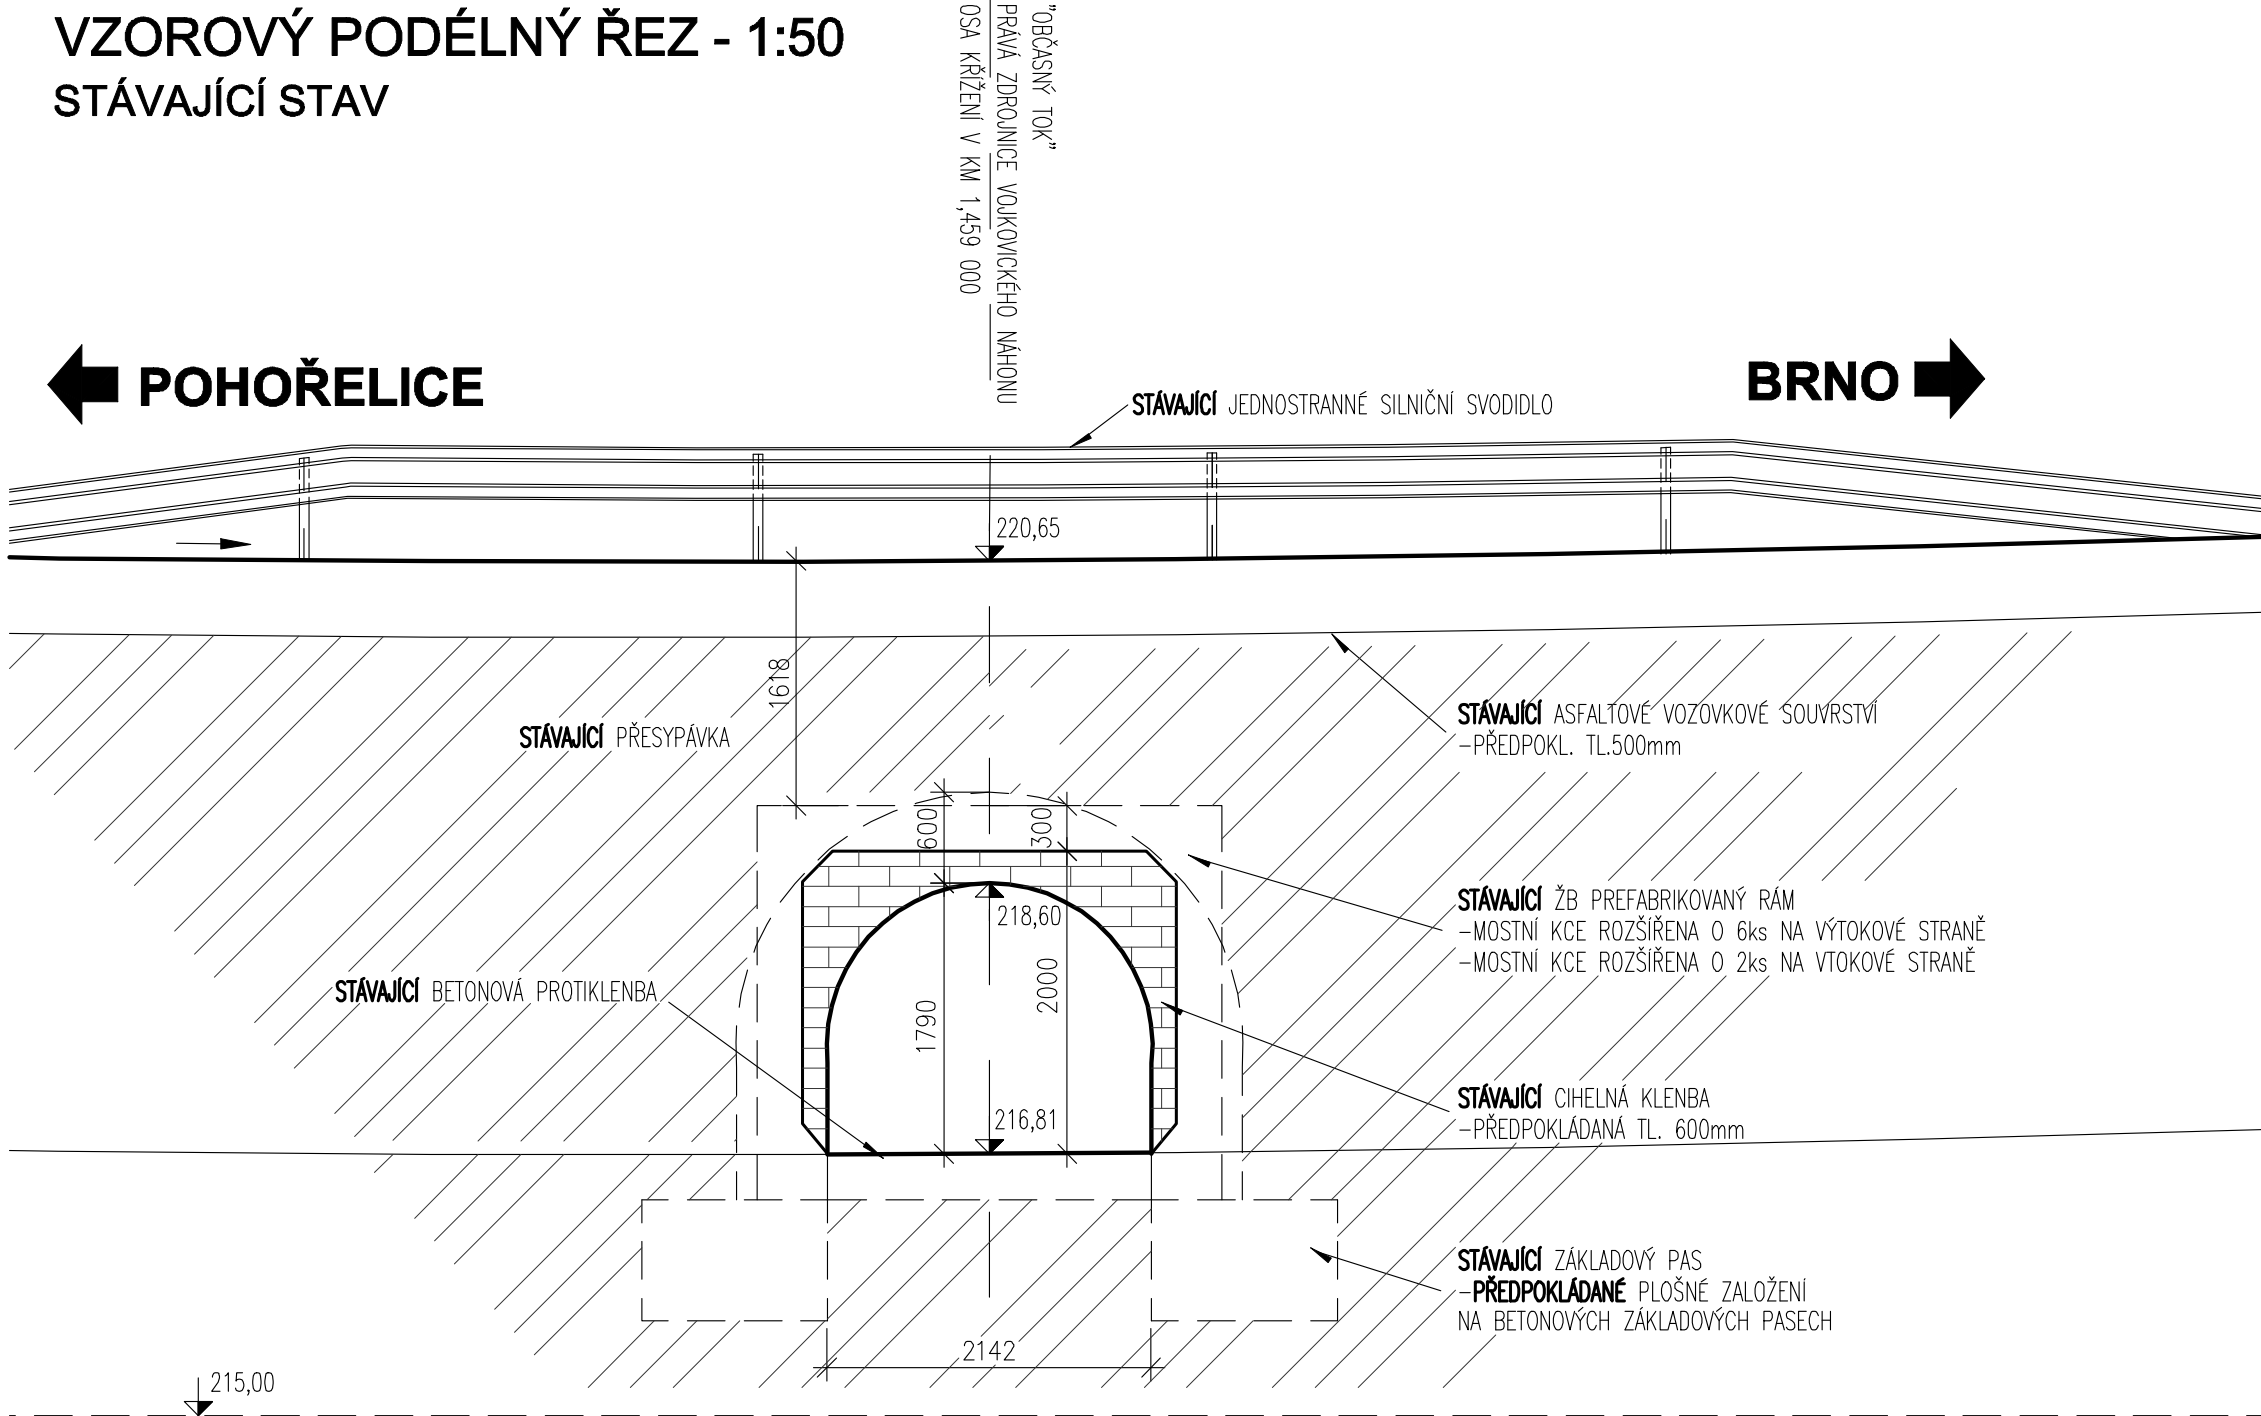 VZOROVÝ PODÉLNÝ ŘEZ - 1:50
STÁVAJÍCÍ STAV
"OBČASNÝ TOK"
PRAVÁ ZDROJNICE VOJKOVICKÉHO NÁHONU
OSA KŘÍŽENÍ V KM 1,459 000
POHOŘELICE
BRNO
STÁVAJÍCÍ JEDNOSTRANNÉ SILNIČNÍ SVODIDLO
220,65
1618
STÁVAJÍCÍ PŘESYPÁVKA
STÁVAJÍCÍ ASFALTOVÉ VOZOVKOVÉ SOUVRSTVÍ
-PŘEDPOKL. TL.500mm
600
300
218,60
STÁVAJÍCÍ ŽB PREFABRIKOVANÝ RÁM
-MOSTNÍ KCE ROZŠÍŘENA O 6ks NA VÝTOKOVÉ STRANĚ
-MOSTNÍ KCE ROZŠÍŘENA O 2ks NA VTOKOVÉ STRANĚ
STÁVAJÍCÍ BETONOVÁ PROTIKLENBA
1790
2000
216,81
STÁVAJÍCÍ CIHELNÁ KLENBA
-PŘEDPOKLÁDANÁ TL. 600mm
STÁVAJÍCÍ ZÁKLADOVÝ PAS
-PŘEDPOKLÁDANÉ PLOŠNÉ ZALOŽENÍ
NA BETONOVÝCH ZÁKLADOVÝCH PASECH
2142
215,00